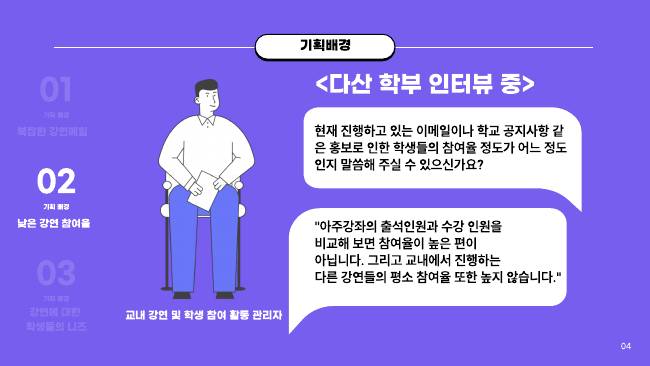 기획배경
01
기획 배경
복잡한 강연메일
02
기획 배경
낮은 강연 참여율
03
기획 배경
강연에 대한
학생들의 니즈
<다산 학부 인터뷰 중>
현재 진행하고 있는 이메일이나 학교 공지사항 같
은 홍보로 인한 학생들의 참여율 정도가 어느 정도
인지 말씀해 주실 수 있으신가요?
"아주강좌의 출석인원과 수강 인원을
비교해 보면 참여율이 높은 편이
아닙니다. 그리고 교내에서 진행하는
다른 강연들의 평소 참여율 또한 높지 않습니다."
교내 강연 및 학생 참여 활동 관리자
04